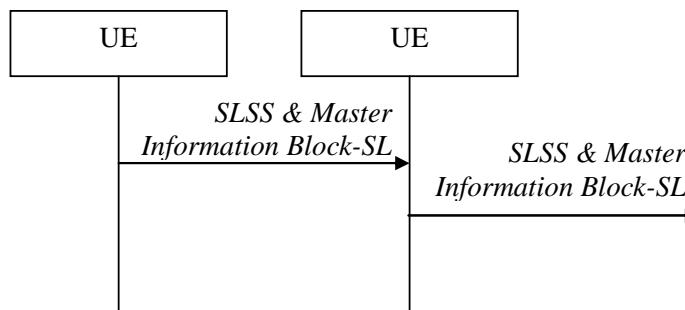 UE
UE
SLSS & Master
Information Block-SL
SLSS & Master
Information Block-SL